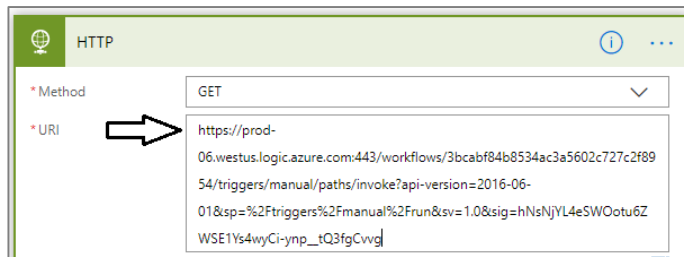 HTTP
* Method
GET
* URI
https://prod-
06.westus.logic.azure.com:443/workflows/3bcabf84b8534ac3a5602c727c2f89
54/triggers/manual/paths/invoke?api-version=2016-06-
01&sp=%2Ftriggers%2Fmanual%2Frun&sv=1.0&sig=hNsNjYL4eSWOotu6Z
WSE1Ys4wyCi-ynp__tQ3fgCvvg